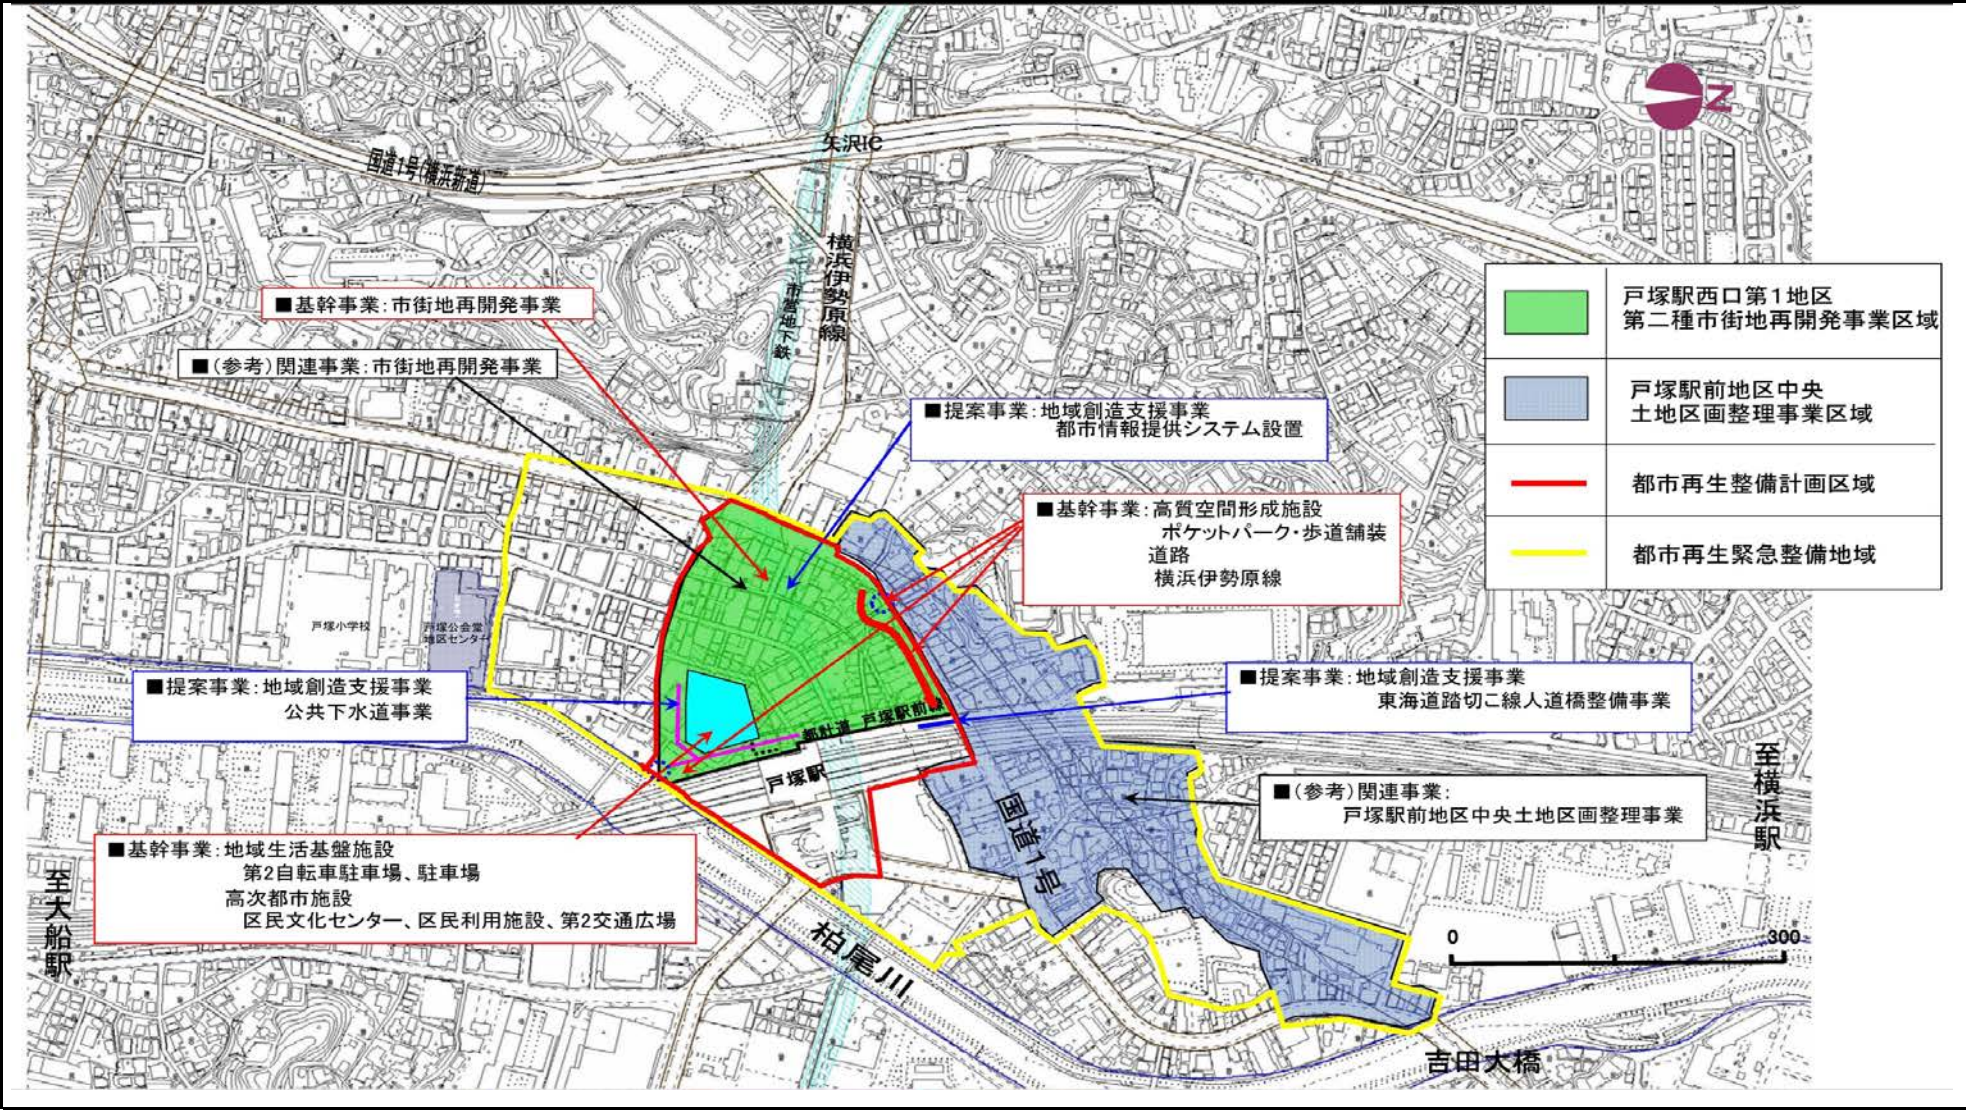 Z
矢沢IC
国道1号(横浜新道)
横浜伊勢原線
市営地下鉄
■基幹事業:市街地再開発事業
■(参考)関連事業:市街地再開発事業
戸塚駅西口第1地区
第二種市街地再開発事業区域
戸塚駅前地区中央
土地区画整理事業区域
都市再生整備計画区域
都市再生緊急整備地域
■提案事業:地域創造支援事業
都市情報提供システム設置
■基幹事業:高質空間形成施設
ポケットパーク・歩道舗装
道路
横浜伊勢原線
戸塚小学校
戸塚公会堂
地区センター
■提案事業:地域創造支援事業
公共下水道事業
■提案事業:地域創造支援事業
東海道踏切こ線人道橋整備事業
都計道 戸塚駅前線
戸塚駅
至横浜駅
■(参考)関連事業:
戸塚駅前地区中央土地区画整理事業
国道1号
■基幹事業:地域生活基盤施設
第2自転車駐車場、駐車場
高次都市施設
区民文化センター、区民利用施設、第2交通広場
至大船駅
柏尾川
0 300
吉田大橋